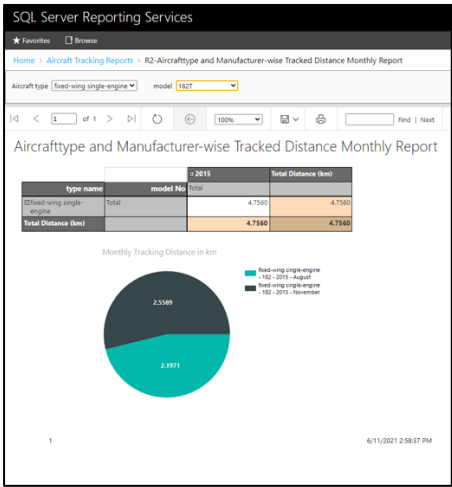 SQL Server Reporting Services
★ Favorites Browse
Home > Aircraft Tracking Reports > R2-Aircrafttype and Manufacturer-wise Tracked Distance Monthly Report
Aircraft type fixed-wing single-engine model 182T
1 of 1 100% Find | Next
Aircrafttype and Manufacturer-wise Tracked Distance Monthly Report
2015 Total Distance (km)
type name model No Total
fixed-wing single- Total 4.7560 4.7560
engine
Total Distance (km) 4.7560 4.7560
Monthly Tracking Distance in km
fixed-wing single-engine
- 182 - 2015 - August
fixed-wing single-engine
- 182 - 2015 - November
2.5589
2.1971
1 6/11/2021 2:58:37 PM